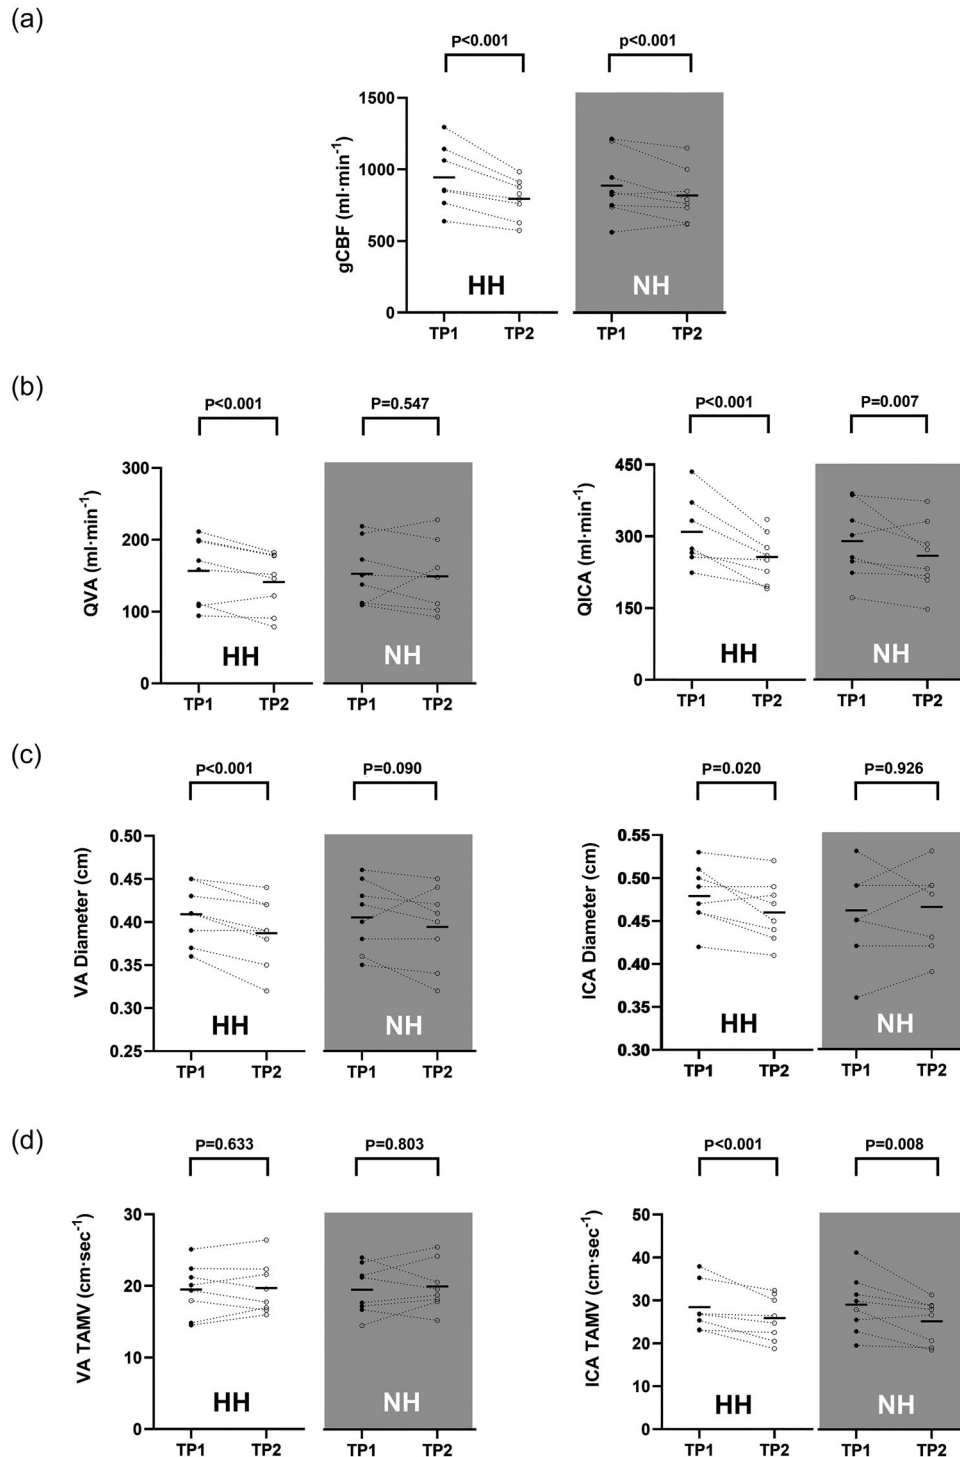 (a)
P<0.001 p<0.001
gCBF (ml·min⁻¹)
1500
1000
500
0
HH NH
TP1 TP2 TP1 TP2
(b)
P<0.001 P=0.547
QVA (ml·min⁻¹)
300
200
100
0
HH NH
TP1 TP2 TP1 TP2
P<0.001 P=0.007
QICA (ml·min⁻¹)
450
300
150
0
HH NH
TP1 TP2 TP1 TP2
(c)
P<0.001 P=0.090
VA Diameter (cm)
0.50
0.45
0.40
0.35
0.30
0.25
HH NH
TP1 TP2 TP1 TP2
P=0.020 P=0.926
ICA Diameter (cm)
0.55
0.50
0.45
0.40
0.35
0.30
HH NH
TP1 TP2 TP1 TP2
(d)
P=0.633 P=0.803
VA TAMV (cm·sec⁻¹)
30
20
10
0
HH NH
TP1 TP2 TP1 TP2
P<0.001 P=0.008
ICA TAMV (cm·sec⁻¹)
50
40
30
20
10
0
HH NH
TP1 TP2 TP1 TP2